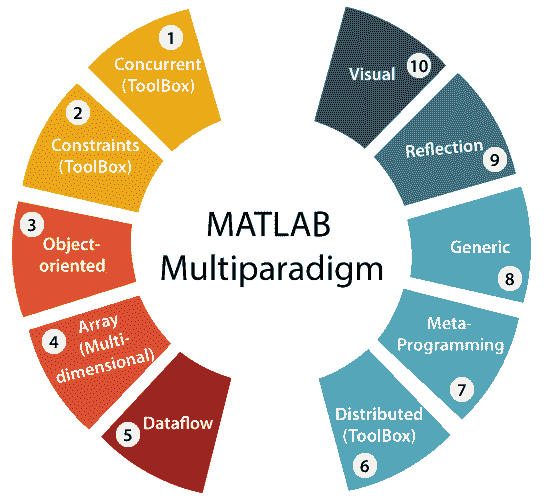 MATLAB
Multiparadigm
1
Concurrent
(ToolBox)
2
Constraints
(ToolBox)
3
Object-
oriented
4
Array
(Multi-
dimensional)
5
Dataflow
6
Distributed
(ToolBox)
7
Meta-
Programming
8
Generic
9
Reflection
10
Visual